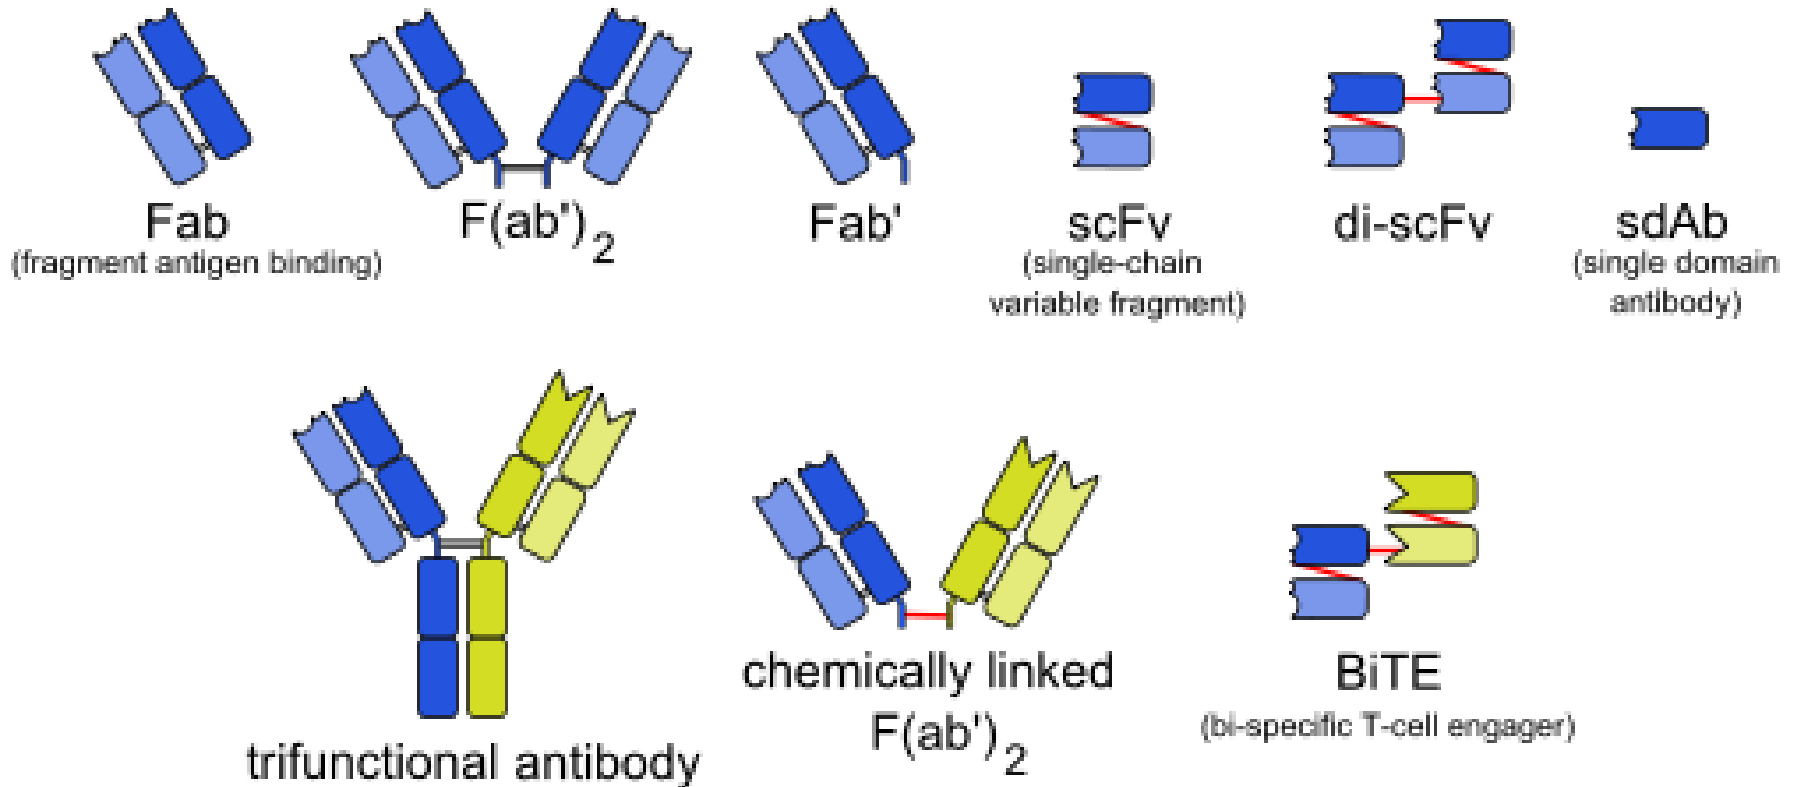 Fab
(fragment antigen binding)
F(ab')2
Fab'
scFv
(single-chain
variable fragment)
di-scFv
sdAb
(single domain
antibody)
trifunctional antibody
chemically linked
F(ab')2
BiTE
(bi-specific T-cell engager)